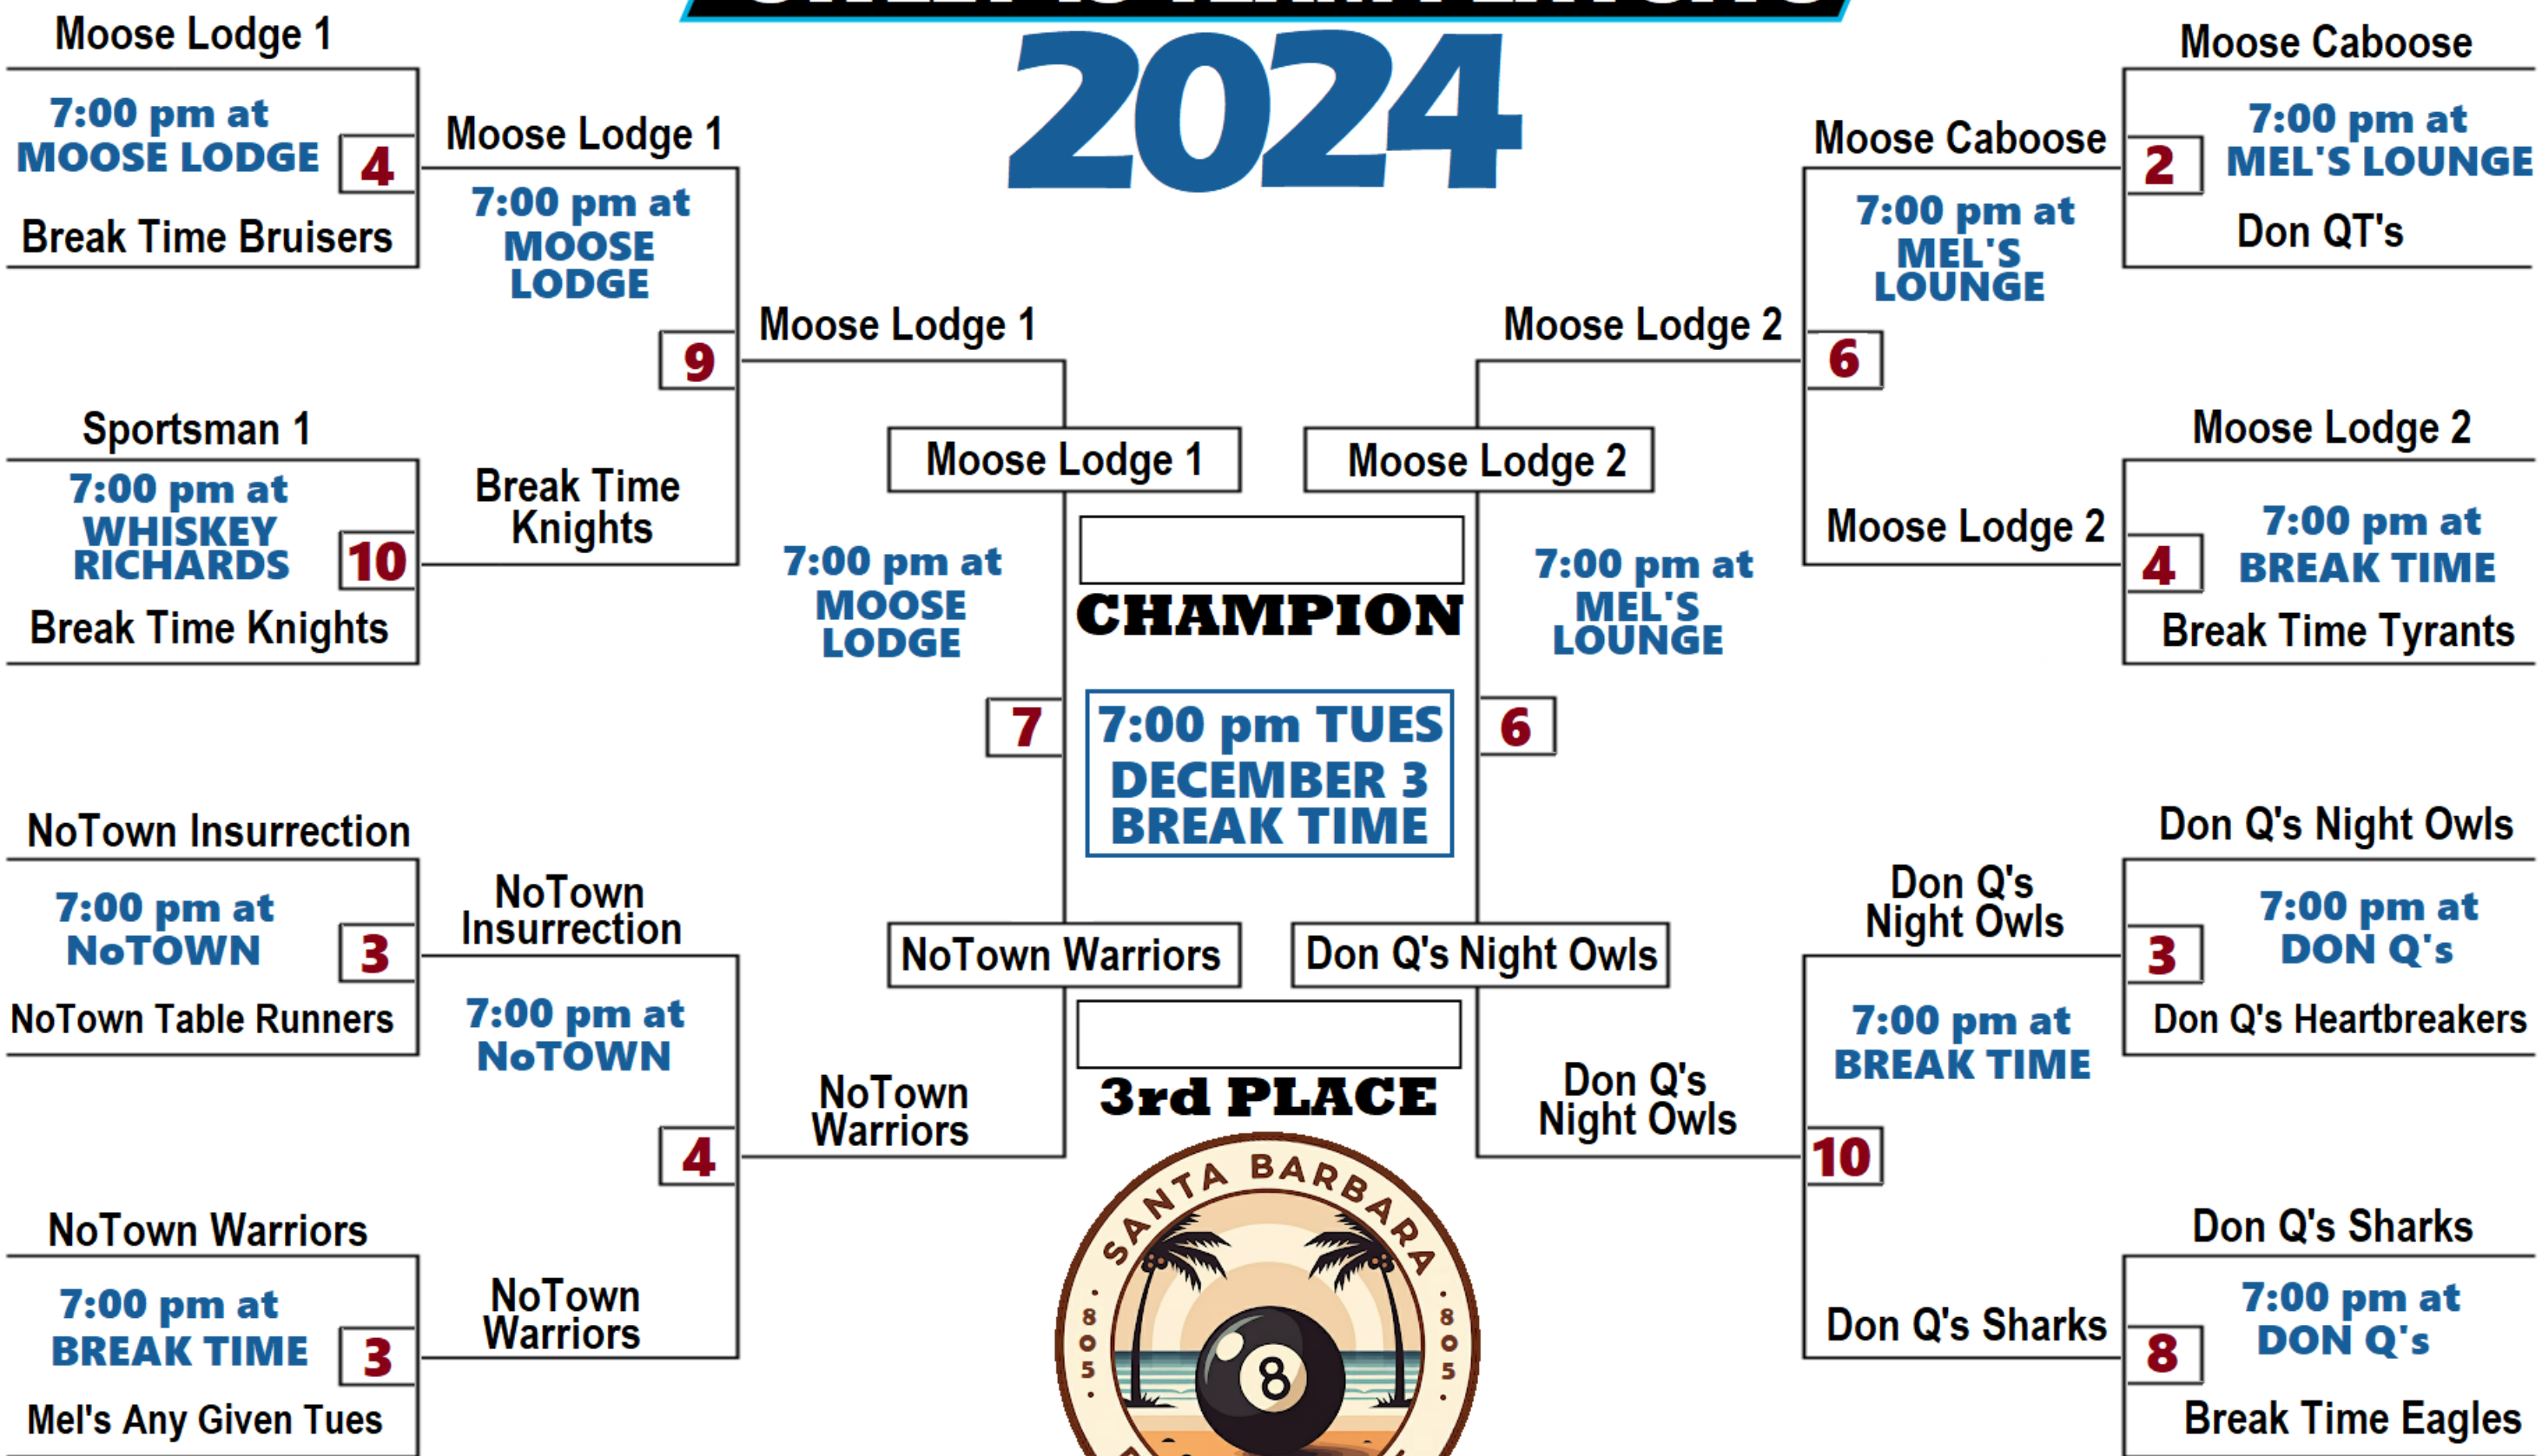 2024
Moose Lodge 1
7:00 pm at
MOOSE LODGE
4
Break Time Bruisers
Sportsman 1
7:00 pm at
WHISKEY
RICHARDS
10
Break Time Knights
NoTown Insurrection
7:00 pm at
NoTOWN
3
NoTown Table Runners
NoTown Warriors
7:00 pm at
BREAK TIME
3
Mel's Any Given Tues
Moose Lodge 1
7:00 pm at
MOOSE
LODGE
9
Break Time
Knights
NoTown
Insurrection
7:00 pm at
NoTOWN
4
NoTown
Warriors
Moose Lodge 1
Moose Lodge 1
7:00 pm at
MOOSE
LODGE
7
NoTown Warriors
NoTown
Warriors
CHAMPION
7:00 pm TUES
DECEMBER 3
BREAK TIME
3rd PLACE
SANTA BARBARA
805
805
8
Moose Lodge 2
Moose Lodge 2
7:00 pm at
MEL'S
LOUNGE
6
Don Q's Night Owls
Don Q's
Night Owls
Moose Caboose
7:00 pm at
MEL'S
LOUNGE
6
Moose Lodge 2
Don Q's
Night Owls
7:00 pm at
BREAK TIME
10
Don Q's Sharks
Moose Caboose
7:00 pm at
MEL'S LOUNGE
2
Don QT's
Moose Lodge 2
7:00 pm at
BREAK TIME
4
Break Time Tyrants
Don Q's Night Owls
7:00 pm at
DON Q's
3
Don Q's Heartbreakers
Don Q's Sharks
7:00 pm at
DON Q's
8
Break Time Eagles